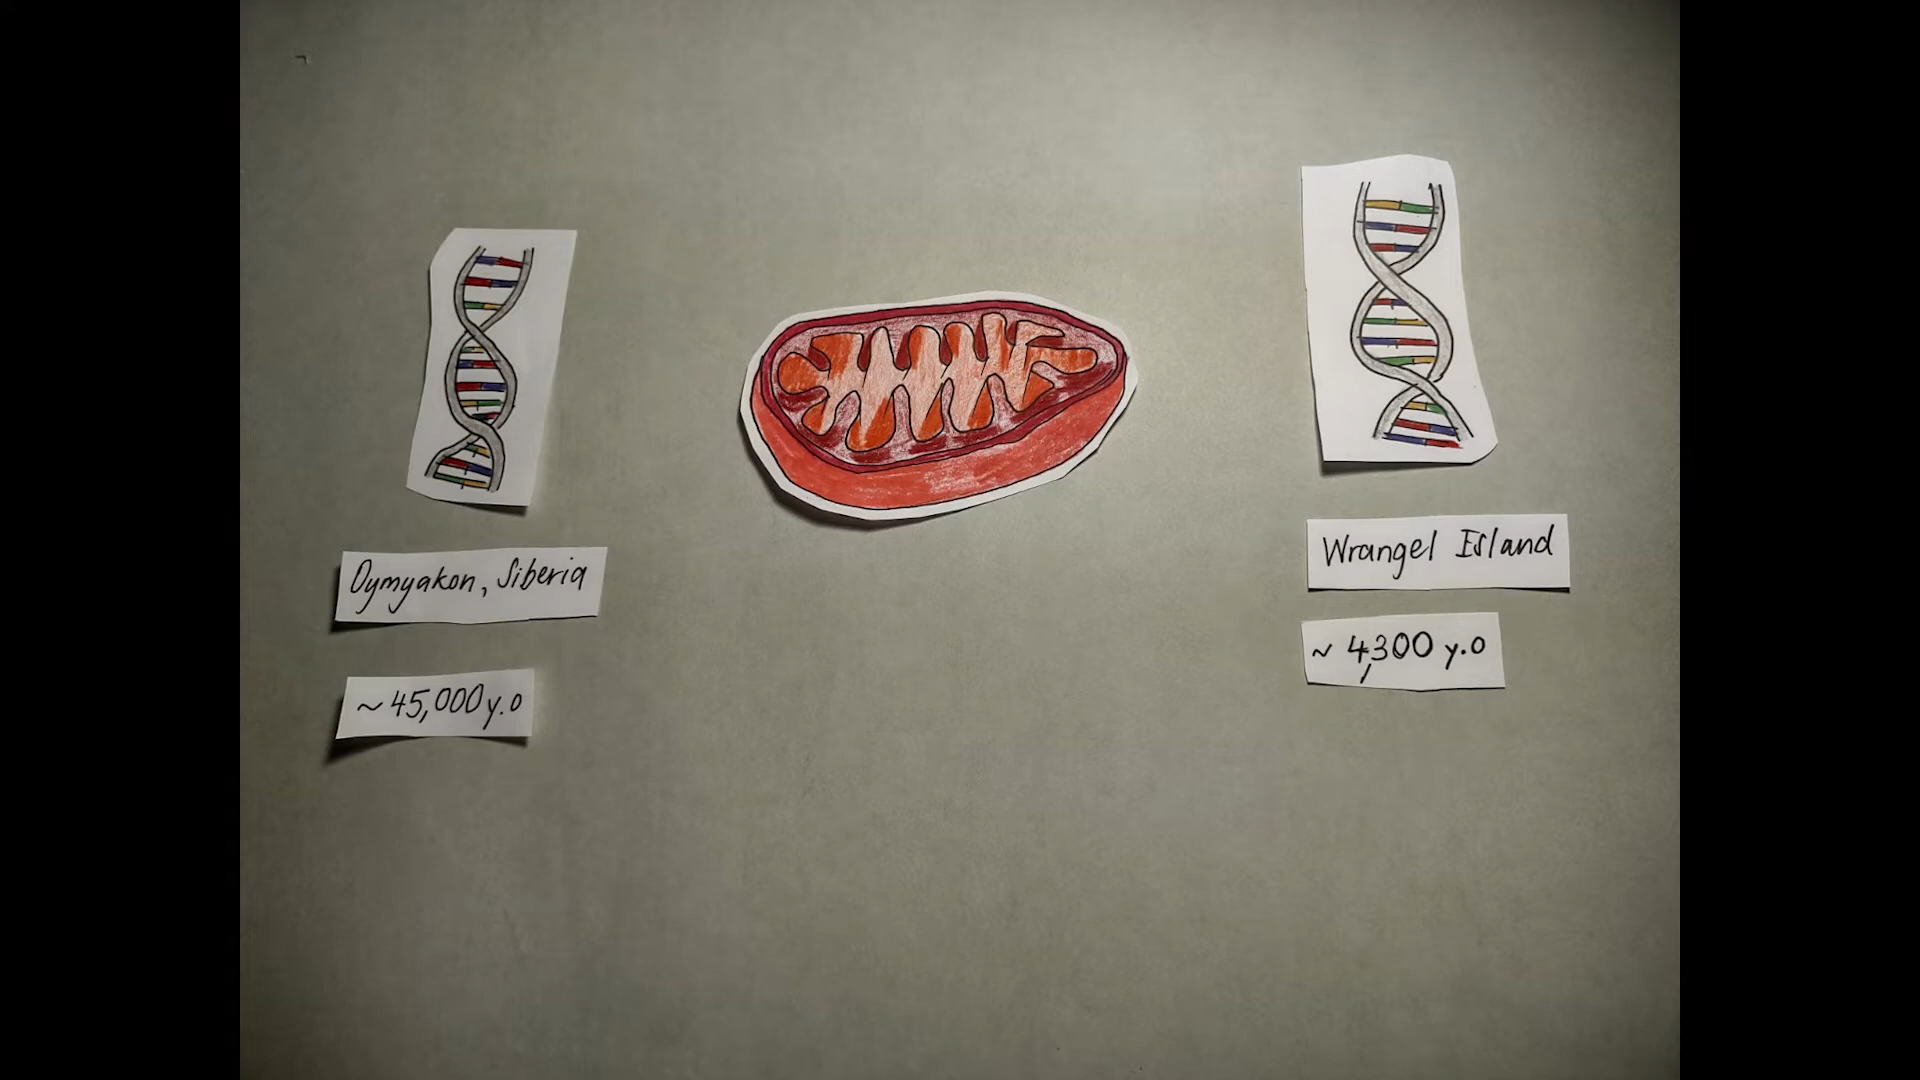 Oymyakon, Siberia
~45,000 y.o
Wrangel Island
~ 4,300 y.o